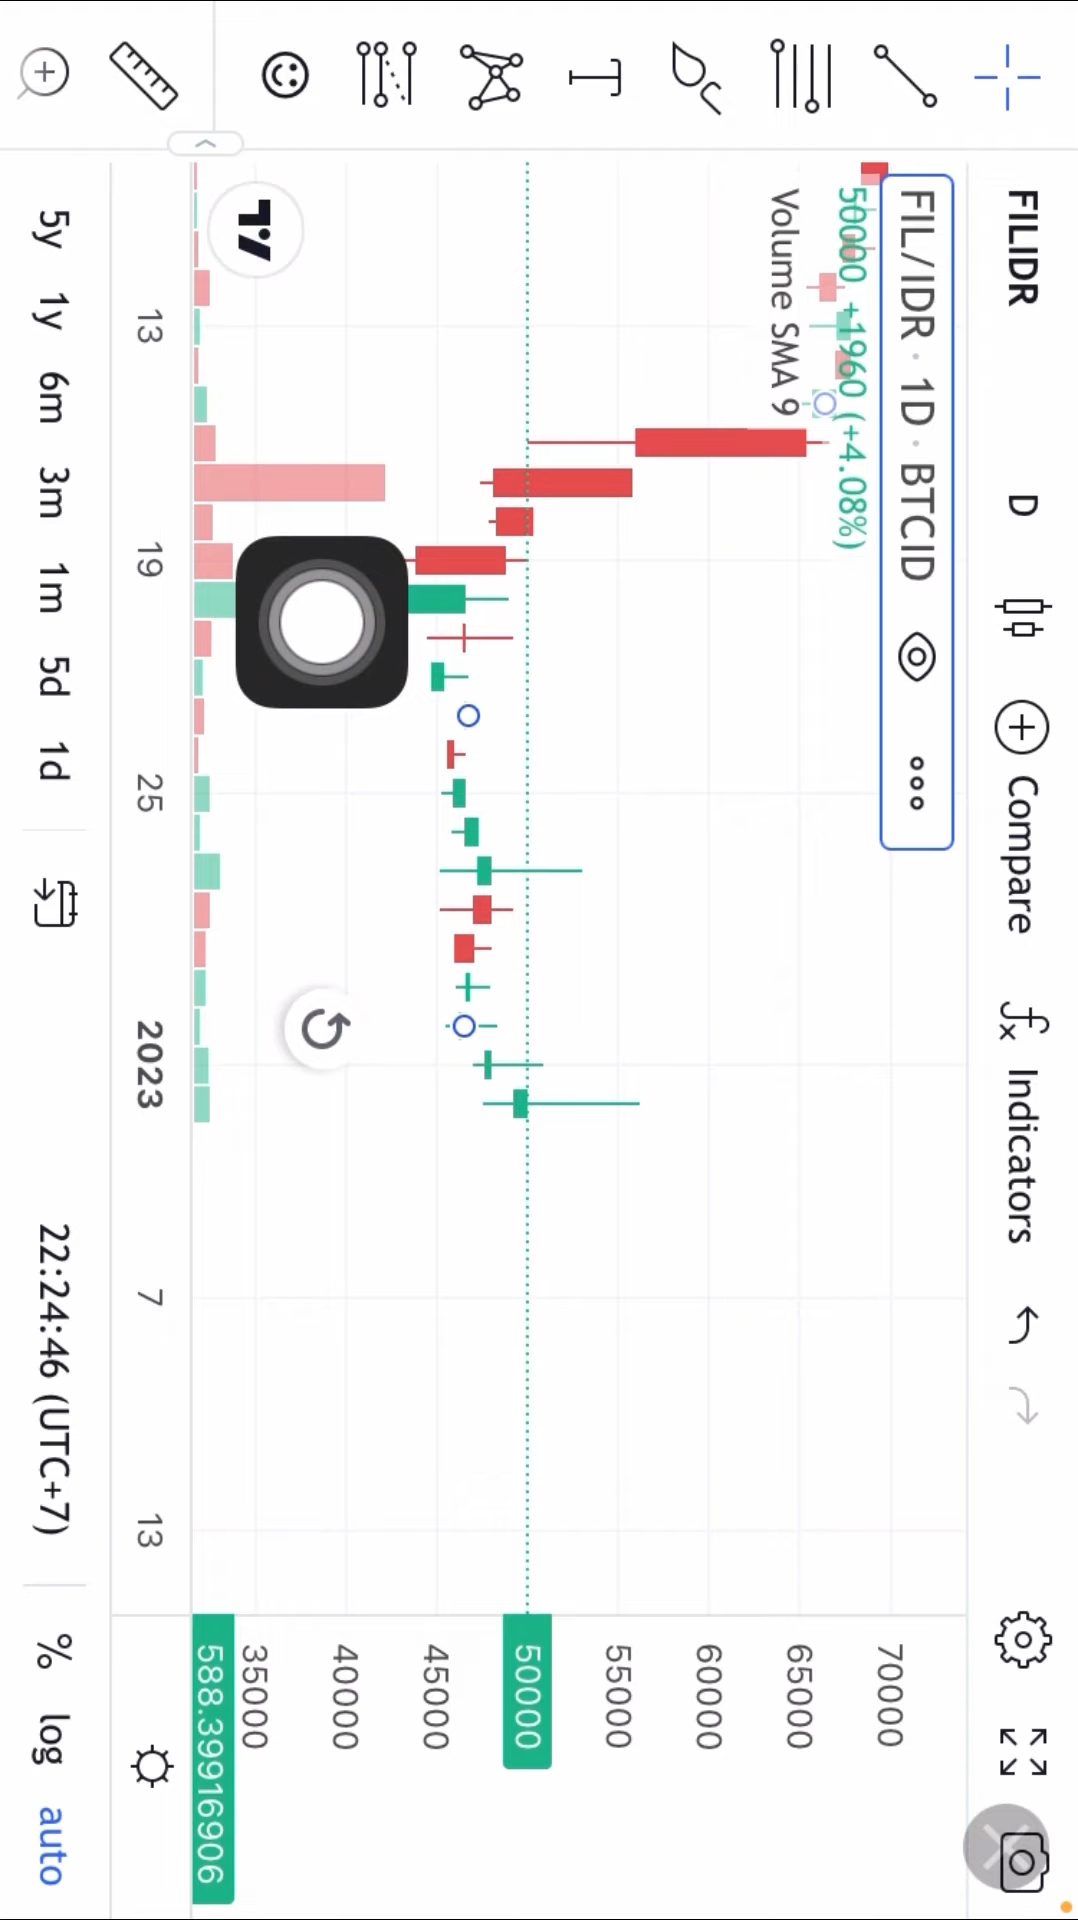 FILIDR D Compare fx Indicators
FIL/IDR · 1D · BTCID
50000 +1960 (+4.08%)
Volume SMA 9
70000
65000
60000
55000
50000
45000
40000
35000
588.39916906
13 19 25 2023 7 13
5y 1y 6m 3m 1m 5d 1d 22:24:46 (UTC+7) % log auto